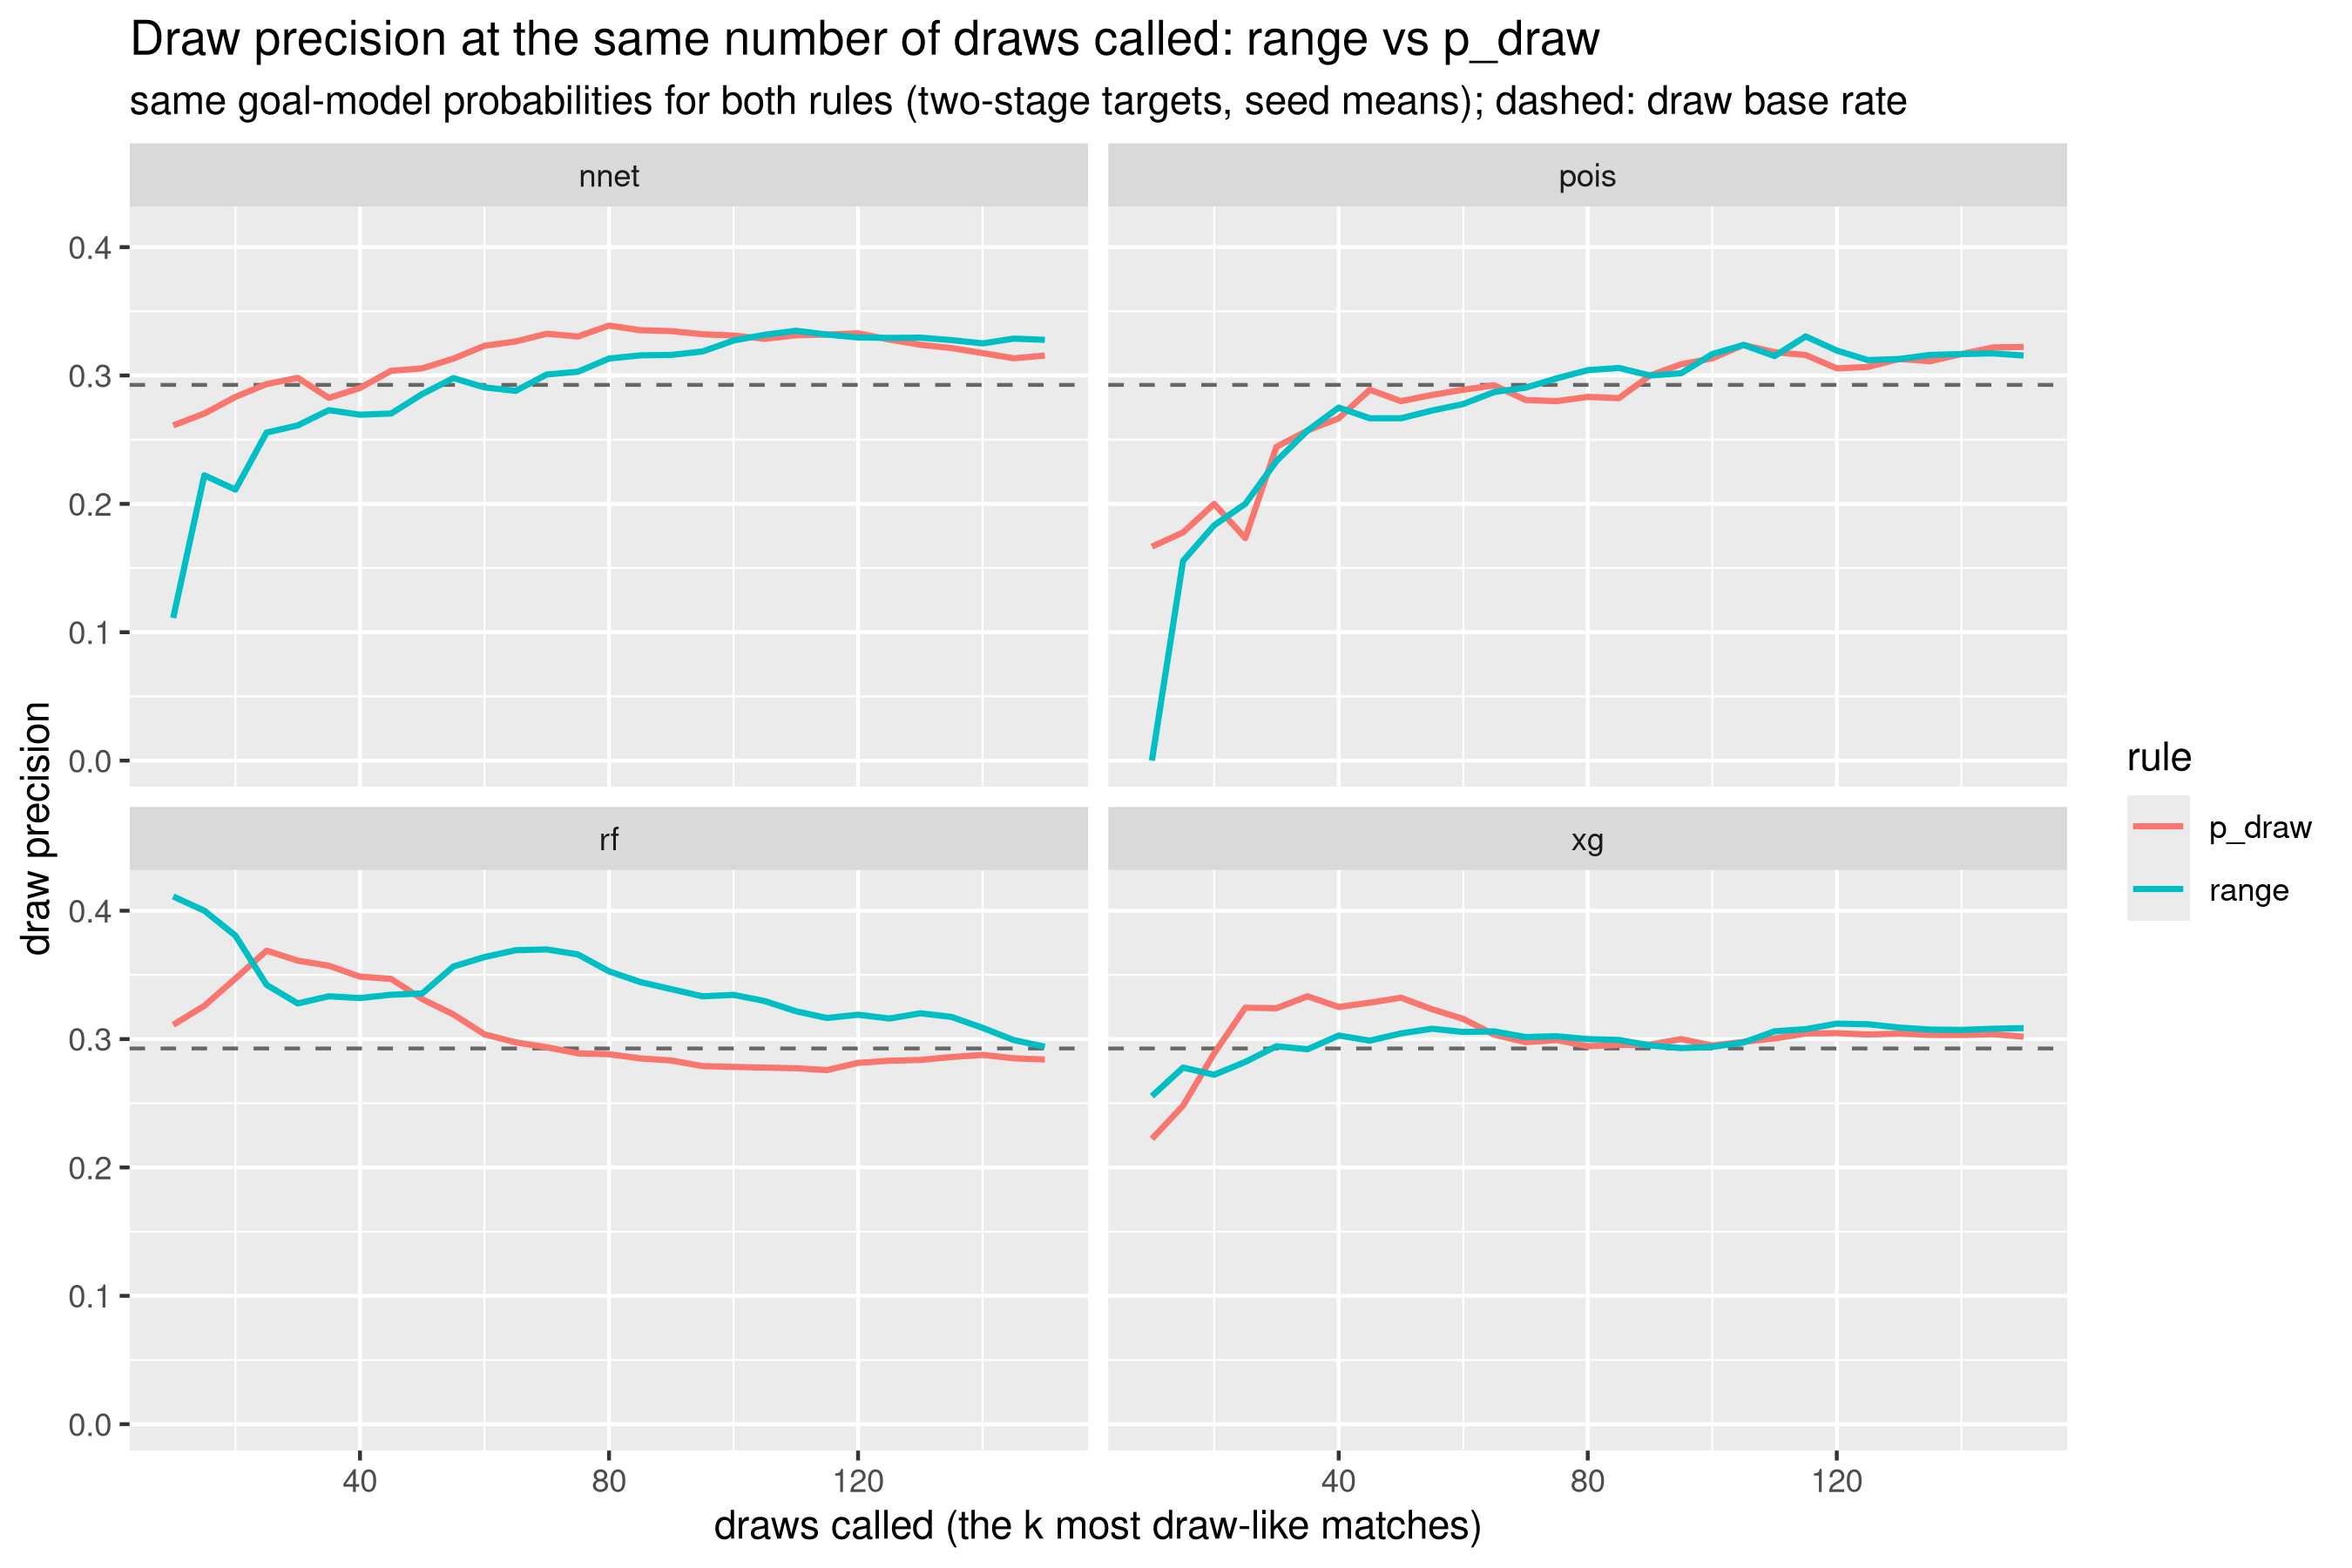 Draw precision at the same number of draws called: range vs p_draw
same goal-model probabilities for both rules (two-stage targets, seed means); dashed: draw base rate
nnet
pois
0.4
0.3
0.2
0.1
0.0
rf
xg
0.4
0.3
0.2
0.1
0.0
40
80
120
40
80
120
draws called (the k most draw-like matches)
draw precision
rule
p_draw
range